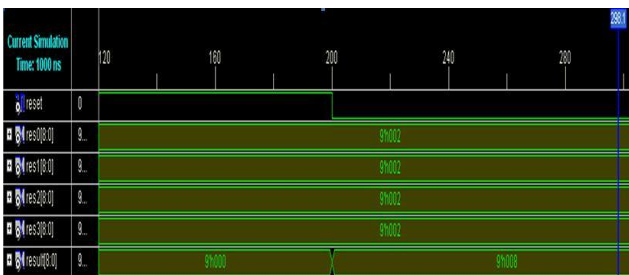 298.1
Current Simulation
Time: 1000 ns
120 160 200 240 280
reset 0
res0[8:0] 9... 9'h002
res1[8:0] 9... 9'h002
res2[8:0] 9... 9'h002
res3[8:0] 9... 9'h002
result[8:0] 9... 9'h000 9'h008